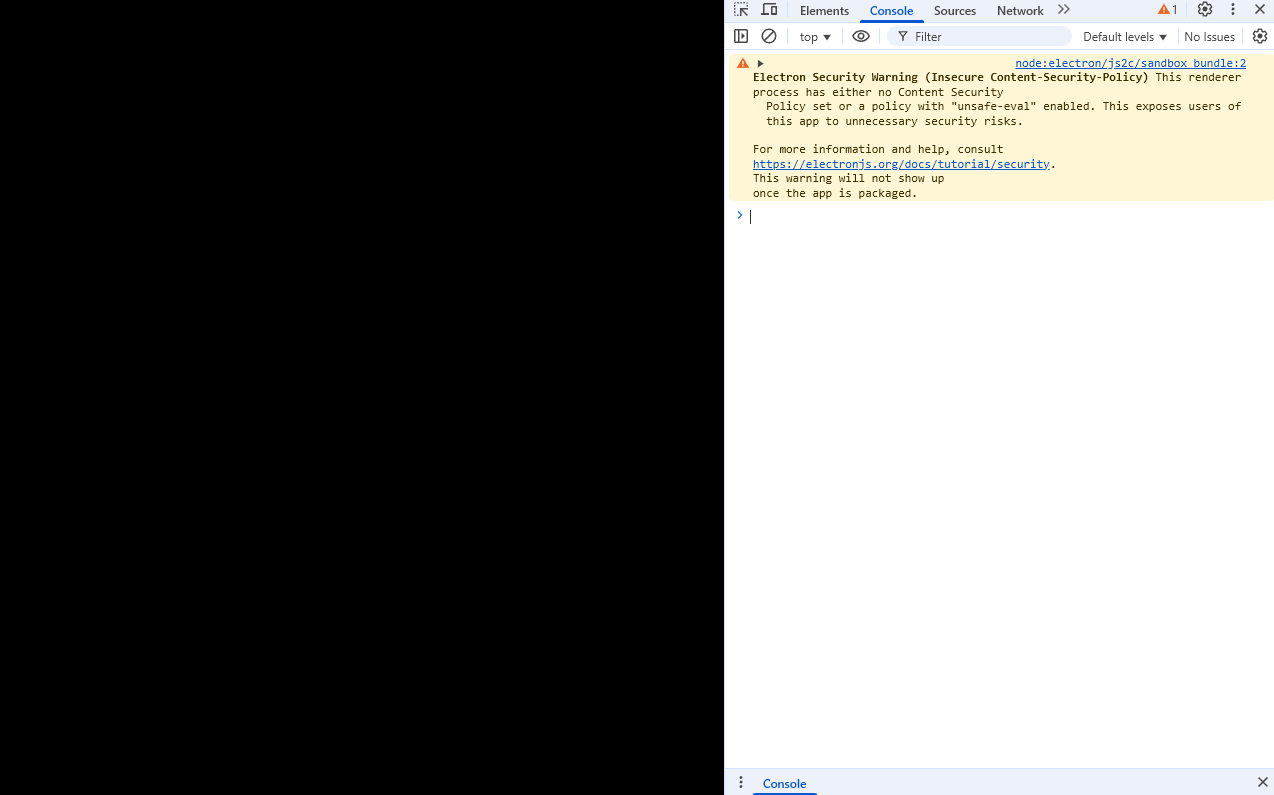 Elements Console Sources Network 1
top Filter Default levels No Issues
node:electron/js2c/sandbox_bundle:2
Electron Security Warning (Insecure Content-Security-Policy) This renderer
process has either no Content Security
Policy set or a policy with "unsafe-eval" enabled. This exposes users of
this app to unnecessary security risks.
For more information and help, consult
https://electronjs.org/docs/tutorial/security.
This warning will not show up
once the app is packaged.
Console